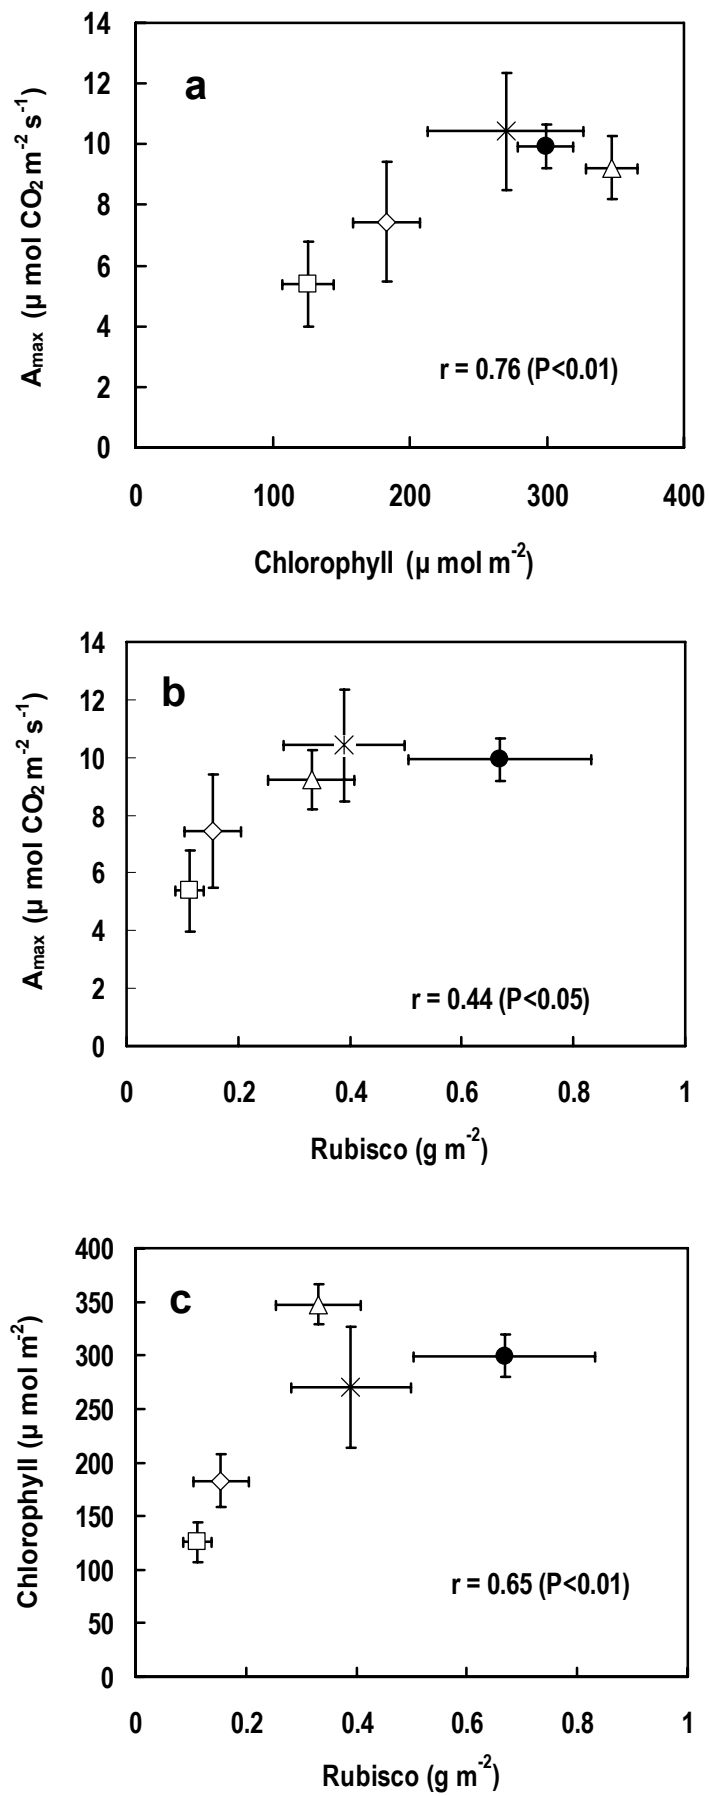 a
14
12
10
8
6
4
2
0
A_max (µ mol CO₂ m⁻² s⁻¹)
r = 0.76 (P<0.01)
0 100 200 300 400
Chlorophyll (µ mol m⁻²)
b
14
12
10
8
6
4
2
0
A_max (µ mol CO₂ m⁻² s⁻¹)
r = 0.44 (P<0.05)
0 0.2 0.4 0.6 0.8 1
Rubisco (g m⁻²)
c
400
350
300
250
200
150
100
50
0
Chlorophyll (µ mol m⁻²)
r = 0.65 (P<0.01)
0 0.2 0.4 0.6 0.8 1
Rubisco (g m⁻²)